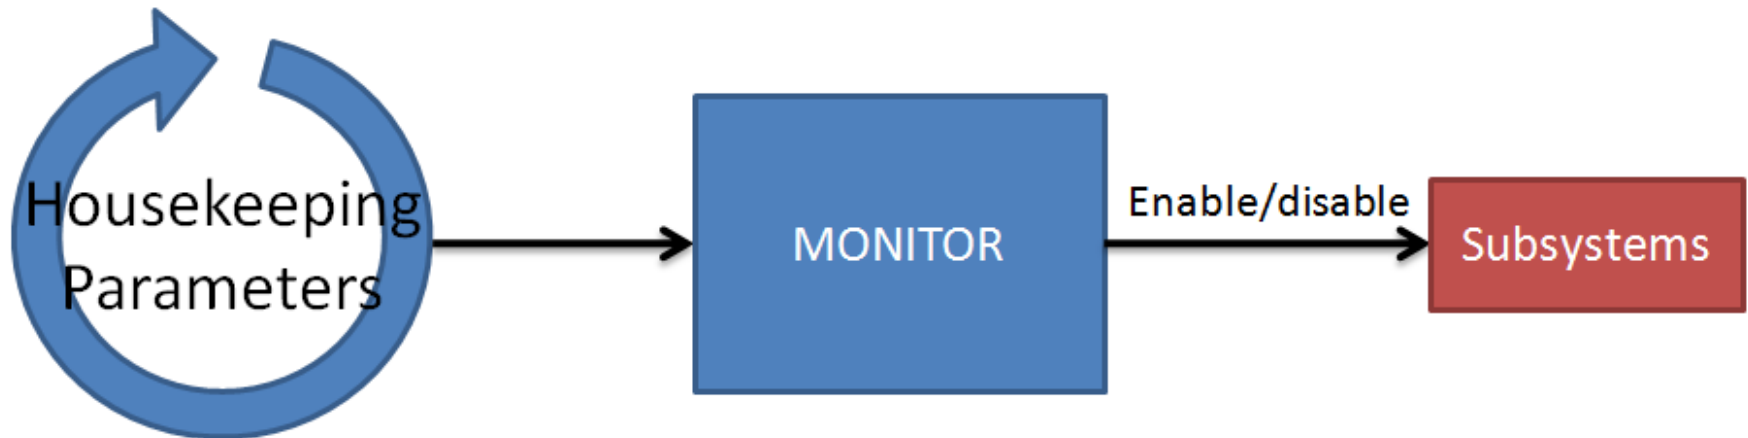 Housekeeping
Parameters
MONITOR
Enable/disable
Subsystems